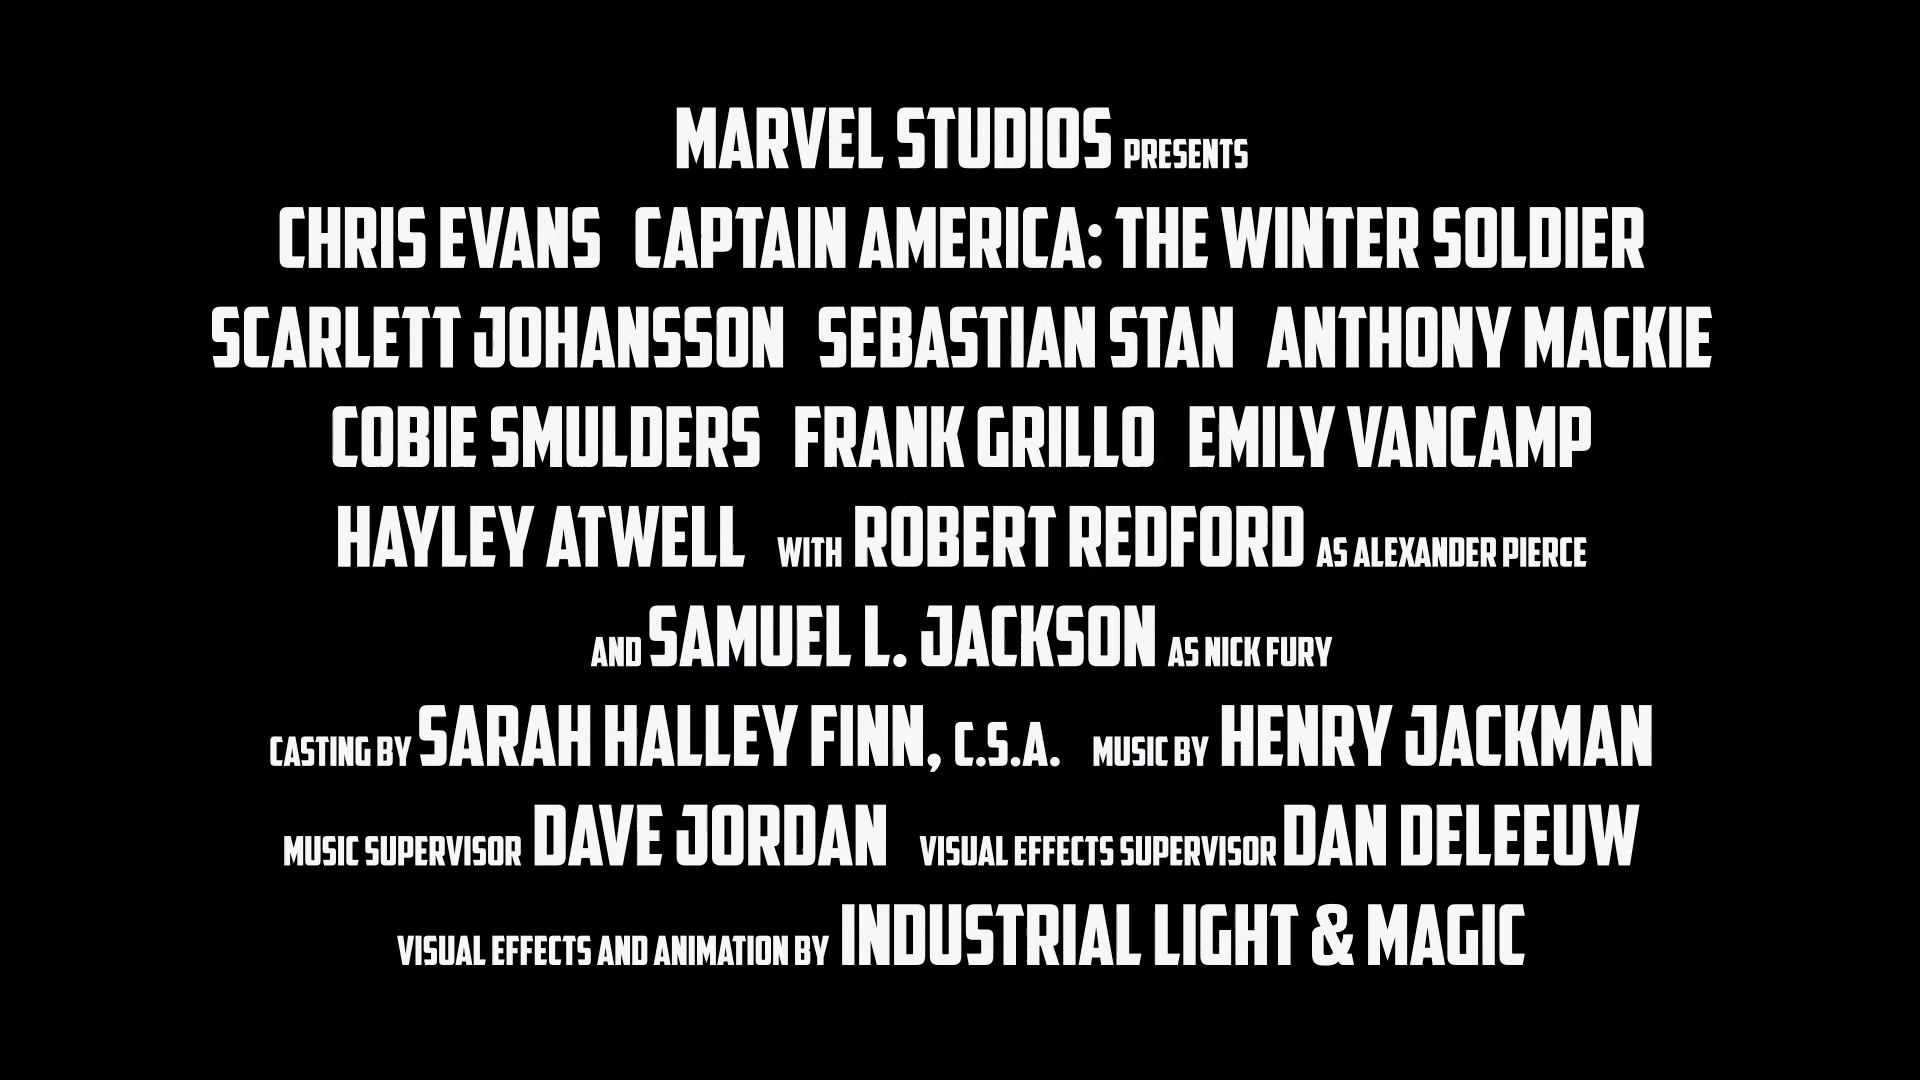 MARVEL STUDIOS PRESENTS
CHRIS EVANS CAPTAIN AMERICA: THE WINTER SOLDIER
SCARLETT JOHANSSON SEBASTIAN STAN ANTHONY MACKIE
COBIE SMULDERS FRANK GRILLO EMILY VANCAMP
HAYLEY ATWELL WITH ROBERT REDFORD AS ALEXANDER PIERCE
AND SAMUEL L. JACKSON AS NICK FURY
CASTING BY SARAH HALLEY FINN, C.S.A. MUSIC BY HENRY JACKMAN
MUSIC SUPERVISOR DAVE JORDAN VISUAL EFFECTS SUPERVISOR DAN DELEEUW
VISUAL EFFECTS AND ANIMATION BY INDUSTRIAL LIGHT & MAGIC